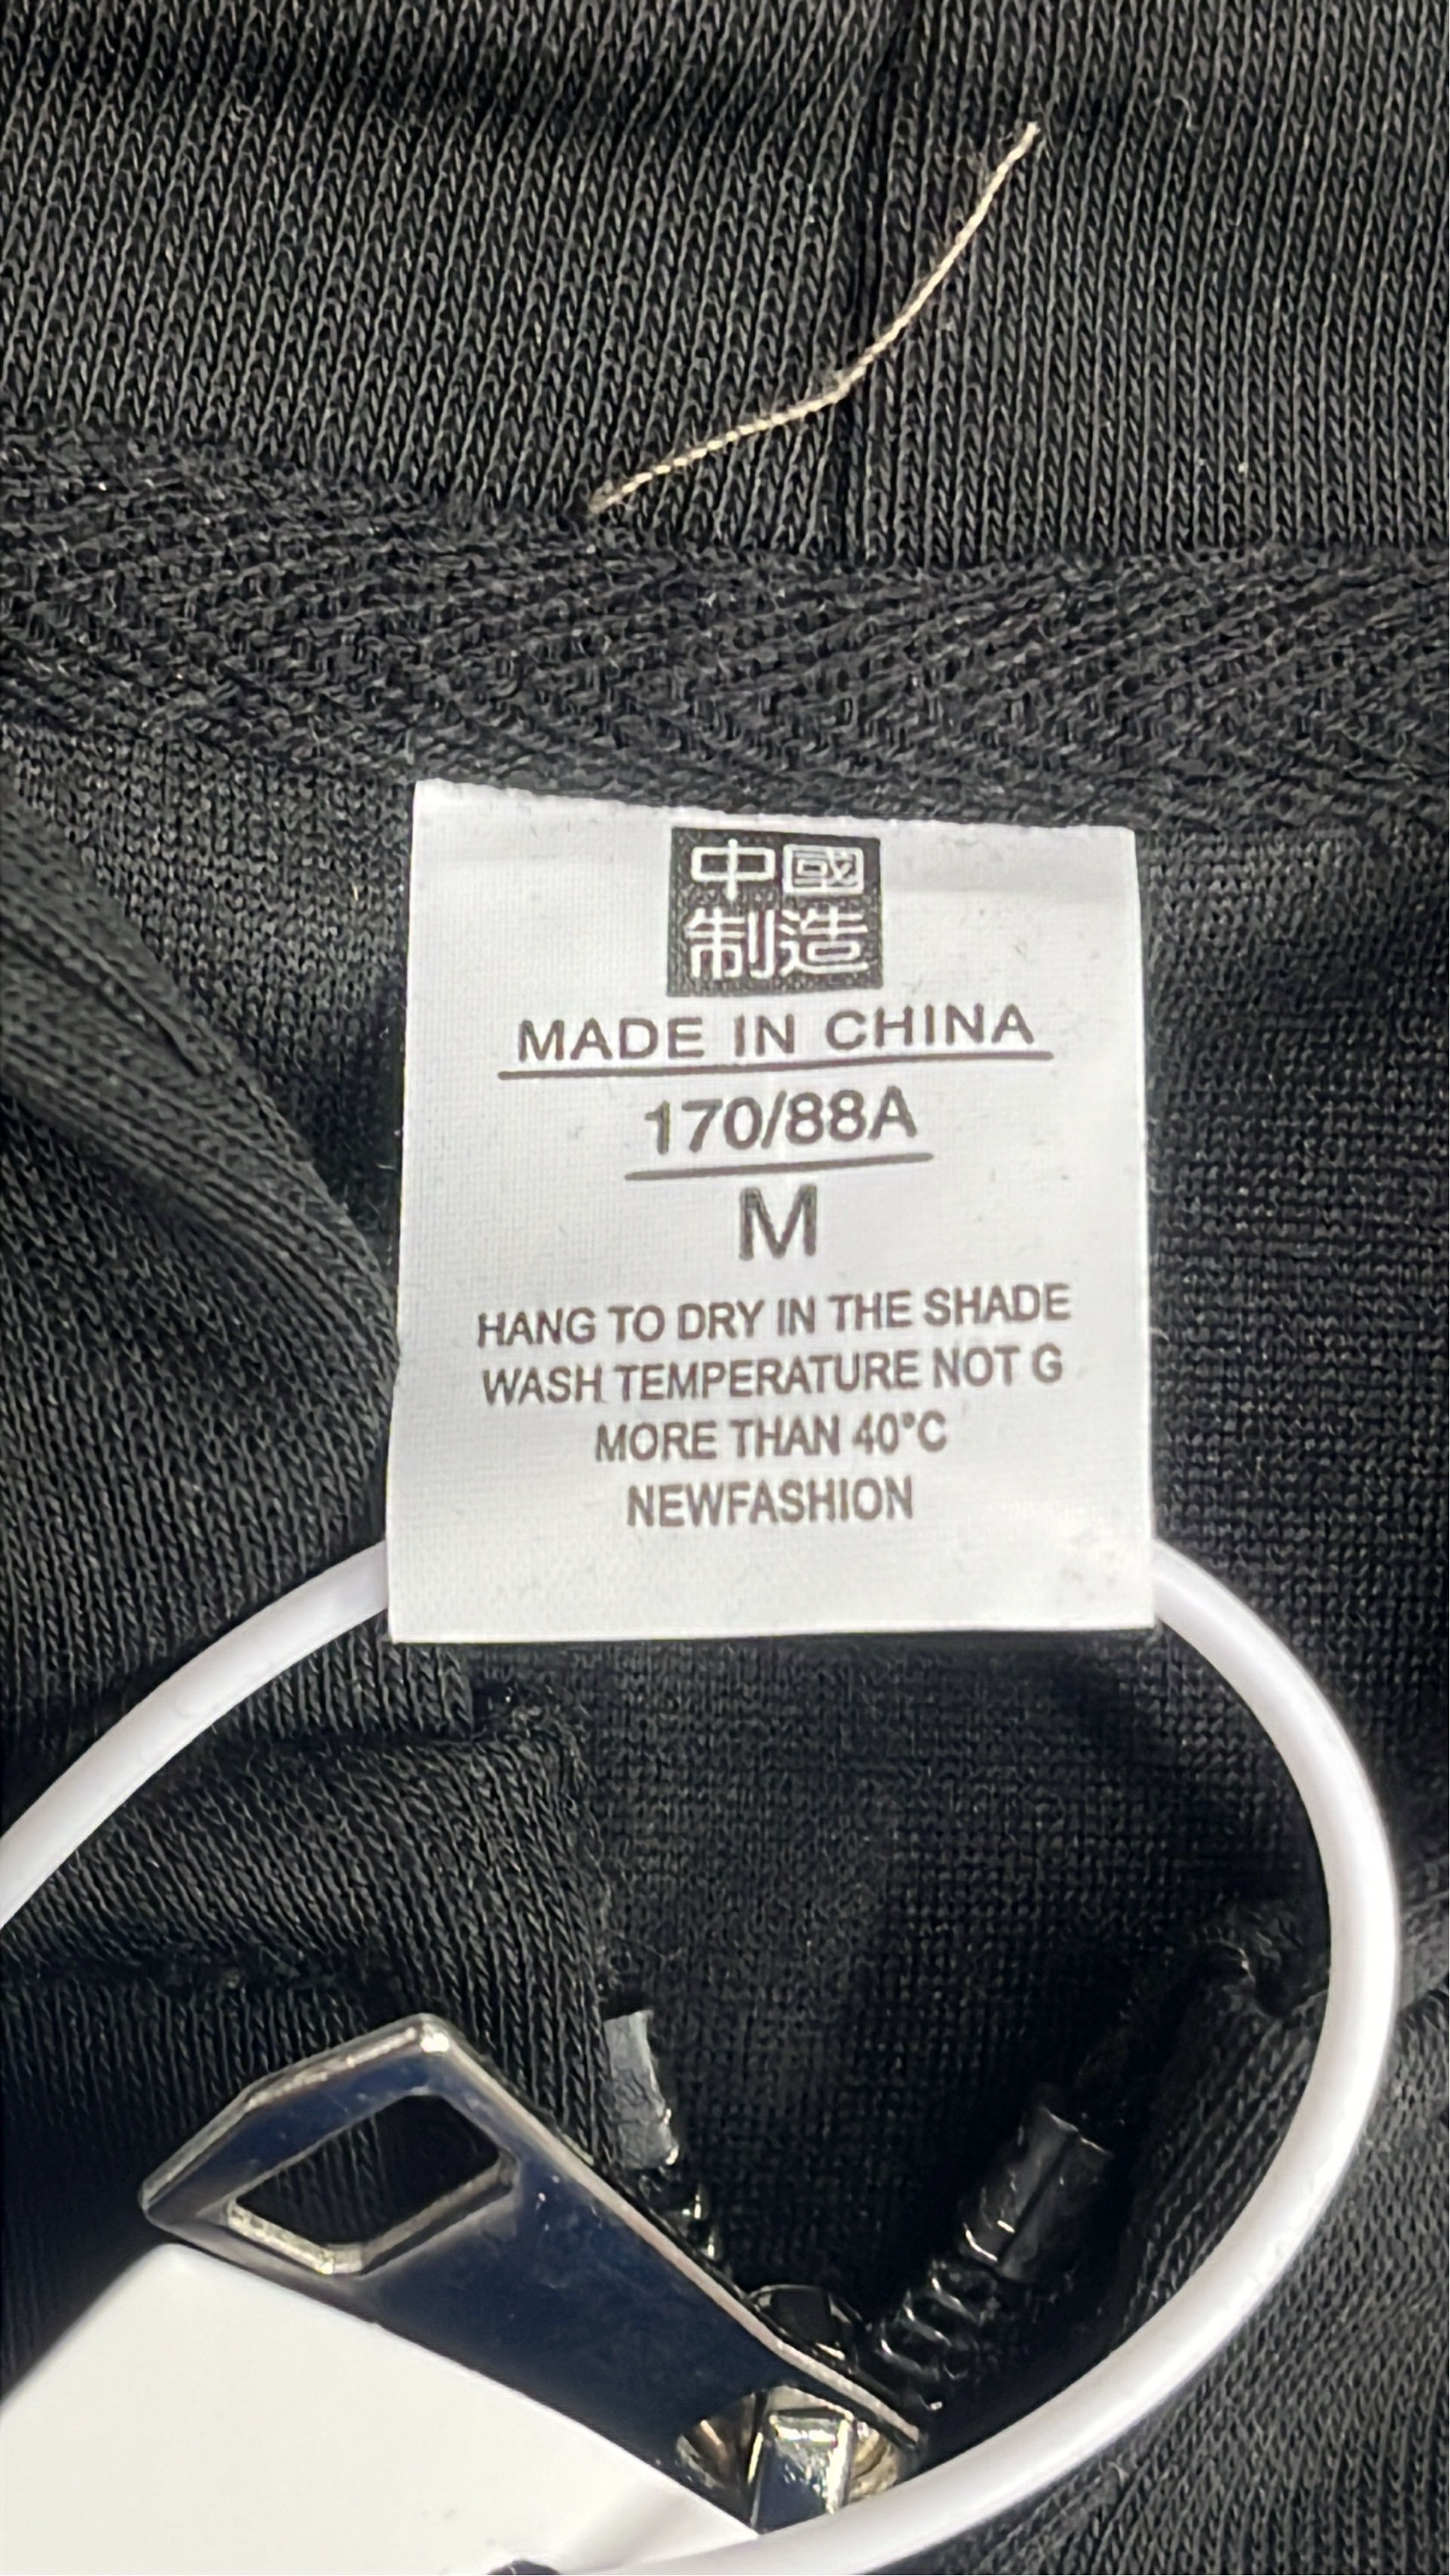 中國
制造
MADE IN CHINA
170/88A
M
HANG TO DRY IN THE SHADE
WASH TEMPERATURE NOT G
MORE THAN 40°C
NEWFASHION